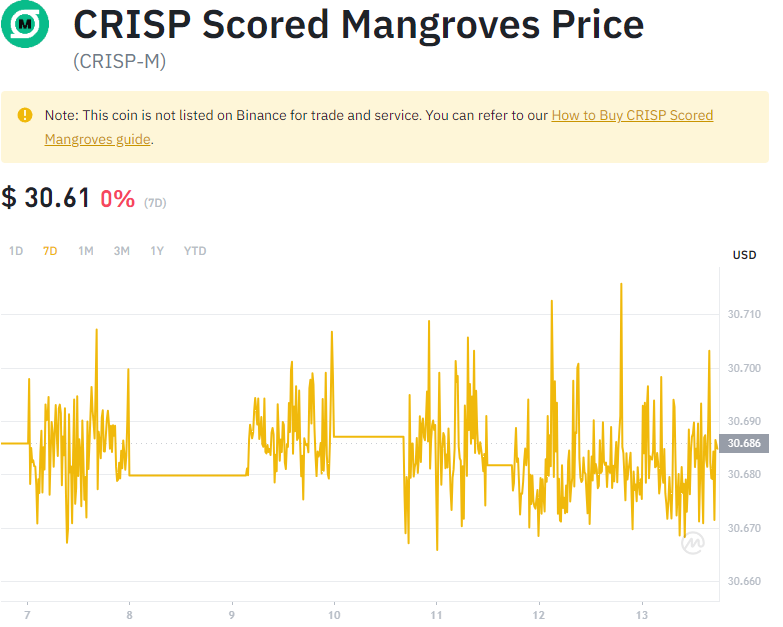 M
CRISP Scored Mangroves Price
(CRISP-M)
Note: This coin is not listed on Binance for trade and service. You can refer to our How to Buy CRISP Scored
Mangroves guide.
$ 30.61 0% (7D)
1D 7D 1M 3M 1Y YTD
USD
30.710
30.700
30.690
30.686
30.680
30.670
30.660
7 8 9 10 11 12 13